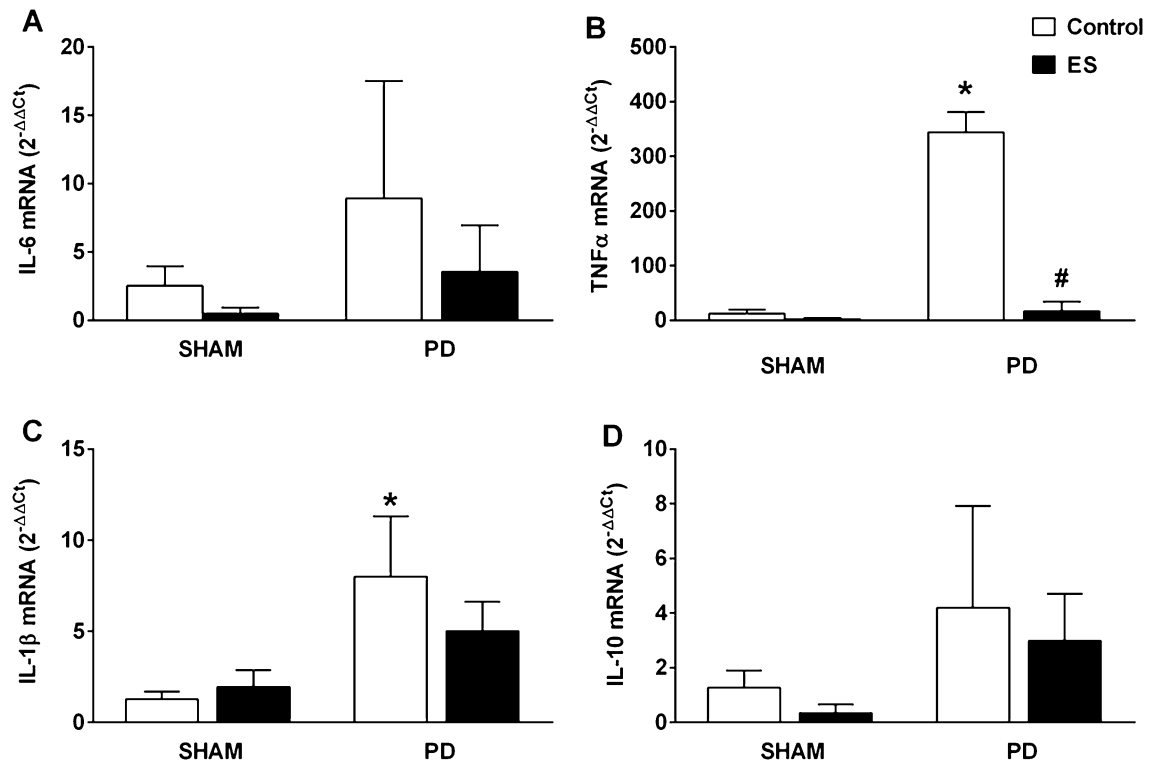 A
IL-6 mRNA (2-ΔΔCt)
20
15
10
5
0
SHAM PD
B
Control
ES
TNFα mRNA (2-ΔΔCt)
500
400
300
200
100
0
*
#
SHAM PD
C
IL-1β mRNA (2-ΔΔCt)
15
10
5
0
*
SHAM PD
D
IL-10 mRNA (2-ΔΔCt)
10
8
6
4
2
0
SHAM PD